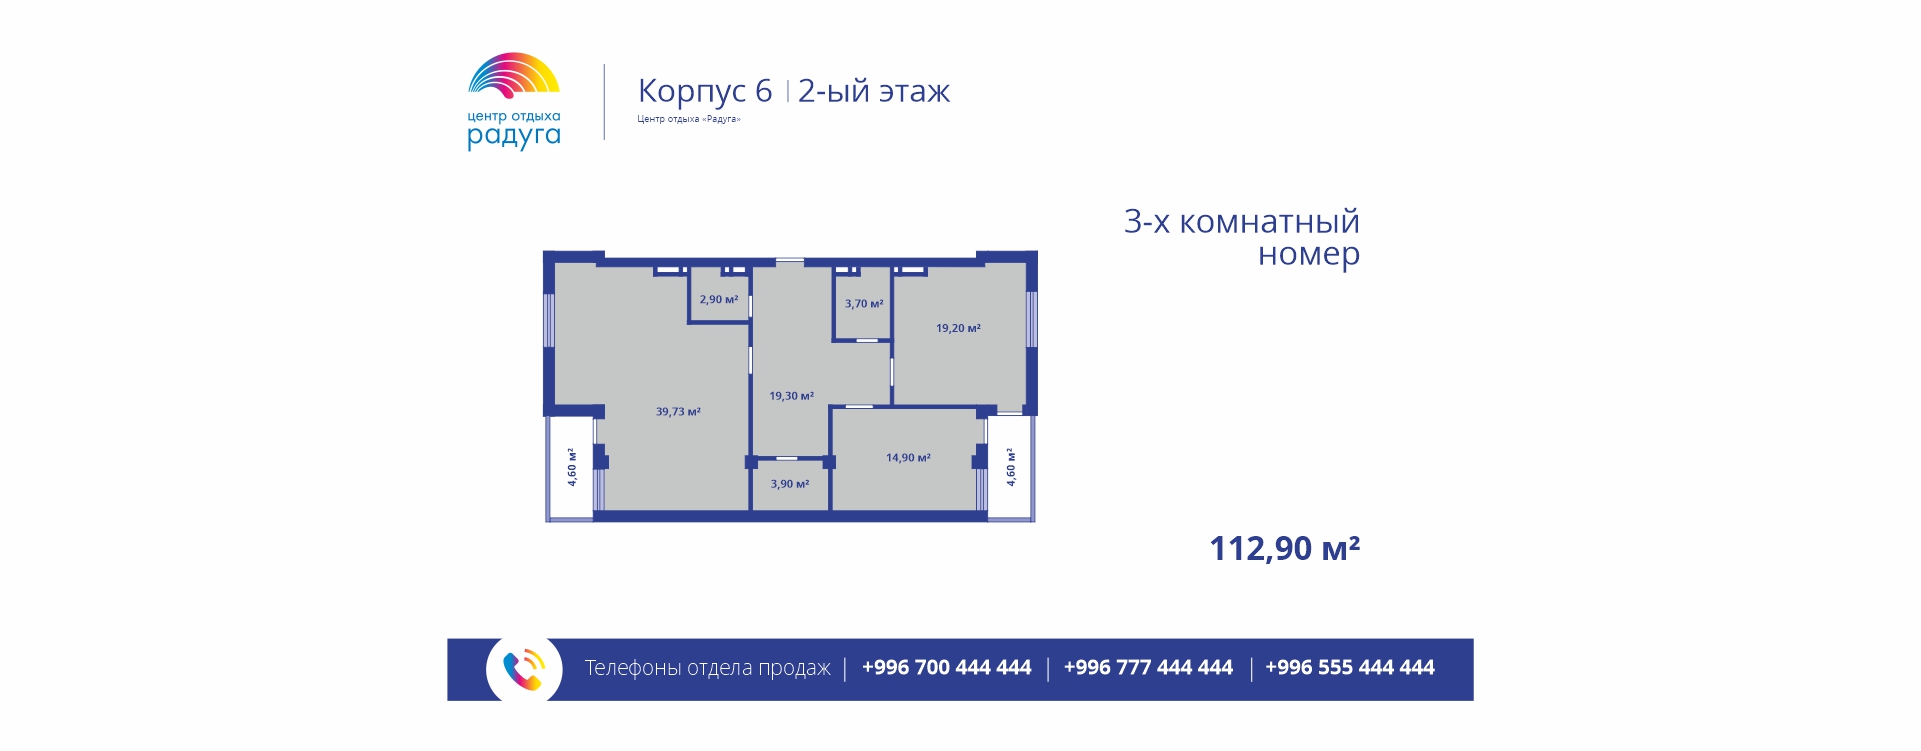 центр отдыха
радуга
Корпус 6 | 2-ый этаж
Центр отдыха «Радуга»
3-х комнатный
номер
2,90 м²
3,70 м²
19,20 м²
19,30 м²
39,73 м²
14,90 м²
4,60 м²
3,90 м²
4,60 м²
112,90 м²
Телефоны отдела продаж | +996 700 444 444 | +996 777 444 444 | +996 555 444 444